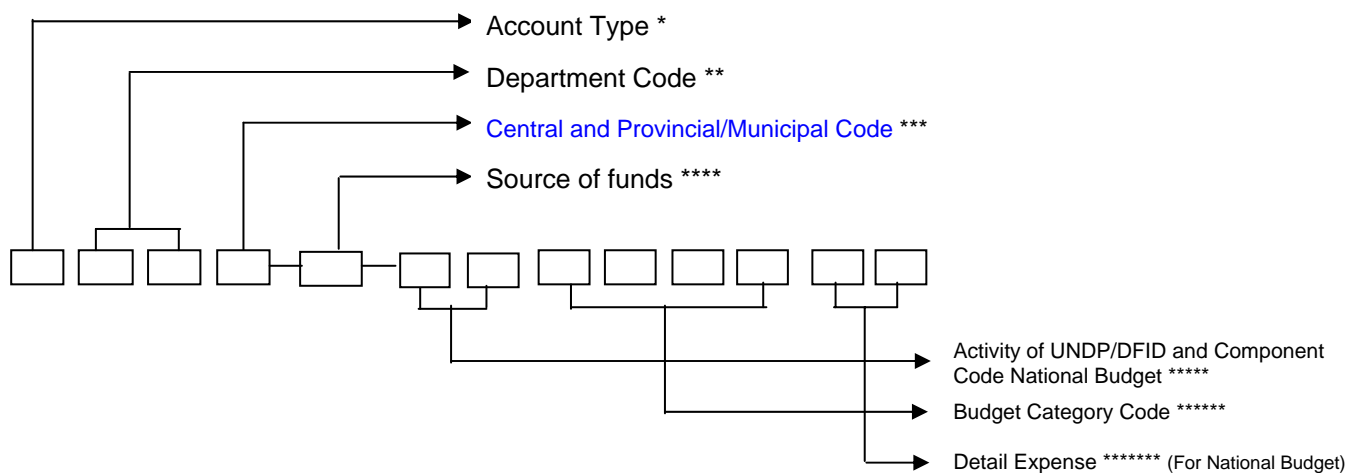 Account Type *
Department Code **
Central and Provincial/Municipal Code ***
Source of funds ****
Activity of UNDP/DFID and Component
Code National Budget *****
Budget Category Code ******
Detail Expense ******* (For National Budget)